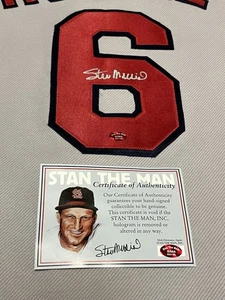 6
Stan Musial
STAN THE MAN
Certificate of Authenticity
Our Certificate of Authenticity
guarantees your hand-signed
collectible to be genuine.
This certificate is void if the
STAN THE MAN, INC.
hologram is removed or
altered in any way.
Stan Musial